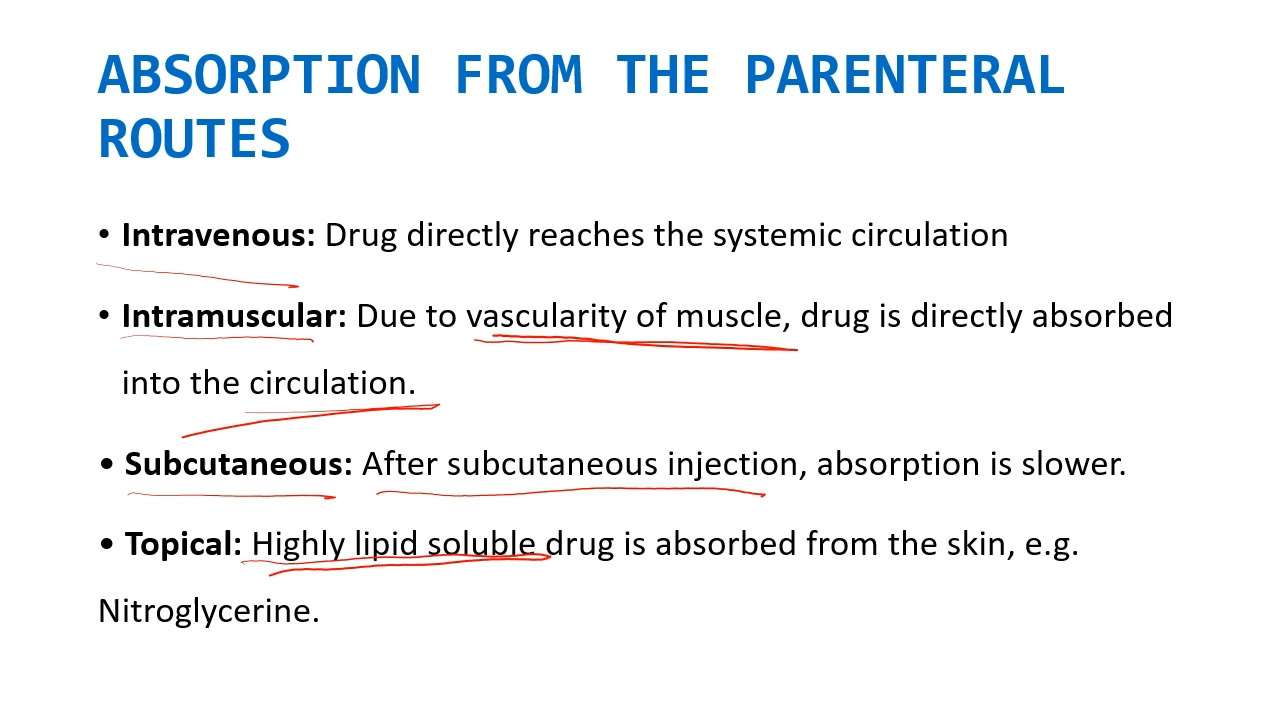 ABSORPTION FROM THE PARENTERAL
ROUTES
• Intravenous: Drug directly reaches the systemic circulation
• Intramuscular: Due to vascularity of muscle, drug is directly absorbed
into the circulation.
• Subcutaneous: After subcutaneous injection, absorption is slower.
• Topical: Highly lipid soluble drug is absorbed from the skin, e.g.
Nitroglycerine.